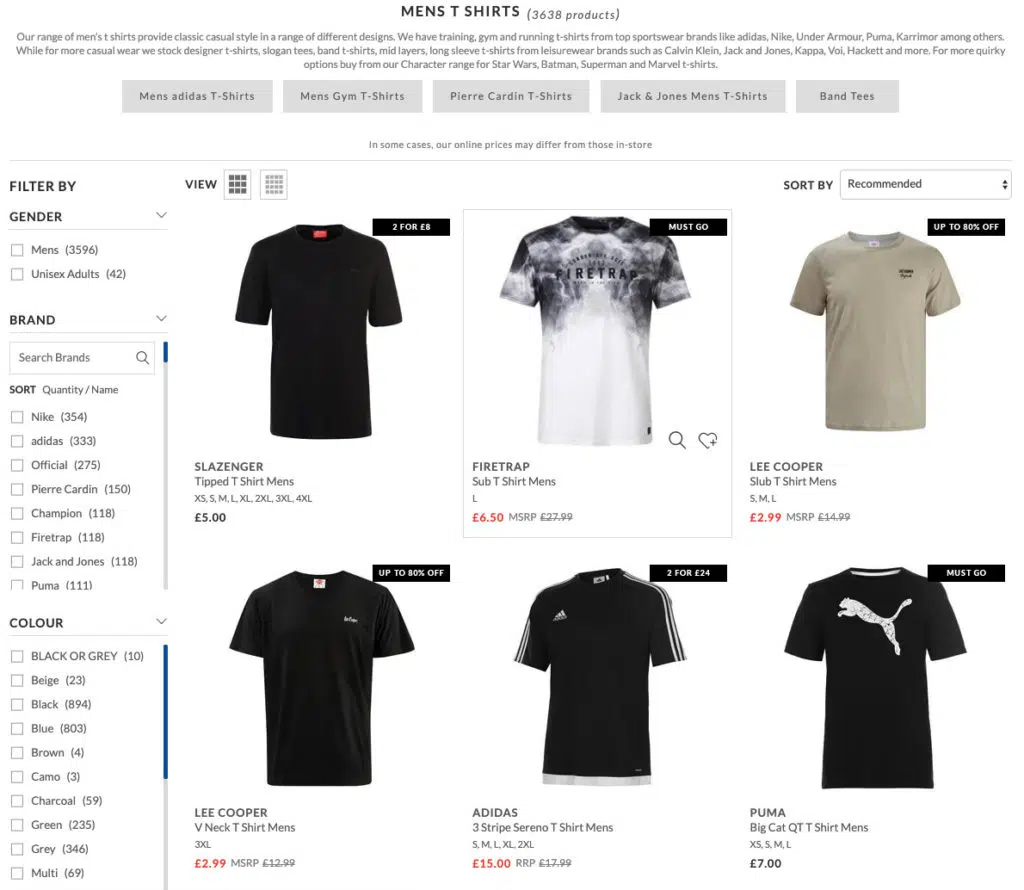 MENS T SHIRTS (3638 products)
Our range of men's t shirts provide classic casual style in a range of different designs. We have training, gym and running t-shirts from top sportswear brands like adidas, Nike, Under Armour, Puma, Karrimor among others.
While for more casual wear we stock designer t-shirts, slogan tees, band t-shirts, mid layers, long sleeve t-shirts from leisurewear brands such as Calvin Klein, Jack and Jones, Kappa, Voi, Hackett and more. For more quirky
options buy from our Character range for Star Wars, Batman, Superman and Marvel t-shirts.
Mens adidas T-Shirts
Mens Gym T-Shirts
Pierre Cardin T-Shirts
Jack & Jones Mens T-Shirts
Band Tees
In some cases, our online prices may differ from those in-store
FILTER BY
GENDER
Mens (3596)
Unisex Adults (42)
BRAND
Search Brands
SORT Quantity / Name
Nike (354)
adidas (333)
Official (275)
Pierre Cardin (150)
Champion (118)
Firetrap (118)
Jack and Jones (118)
Puma (111)
COLOUR
BLACK OR GREY (10)
Beige (23)
Black (894)
Blue (803)
Brown (4)
Camo (3)
Charcoal (59)
Green (235)
Grey (346)
Multi (69)
VIEW
SORT BY
Recommended
2 FOR £8
SLAZENGER
Tipped T Shirt Mens
XS, S, M, L, XL, 2XL, 3XL, 4XL
£5.00
MUST GO
FIRETRAP
FIRETRAP
Sub T Shirt Mens
L
£6.50 MSRP £27.99
UP TO 80% OFF
LEE COOPER
Slub T Shirt Mens
S, M, L
£2.99 MSRP £14.99
UP TO 80% OFF
LEE COOPER
V Neck T Shirt Mens
3XL
£2.99 MSRP £12.99
2 FOR £24
ADIDAS
3 Stripe Sereno T Shirt Mens
S, M, L, XL, 2XL
£15.00 RRP £17.99
MUST GO
PUMA
Big Cat QT T Shirt Mens
XS, S, M, L
£7.00